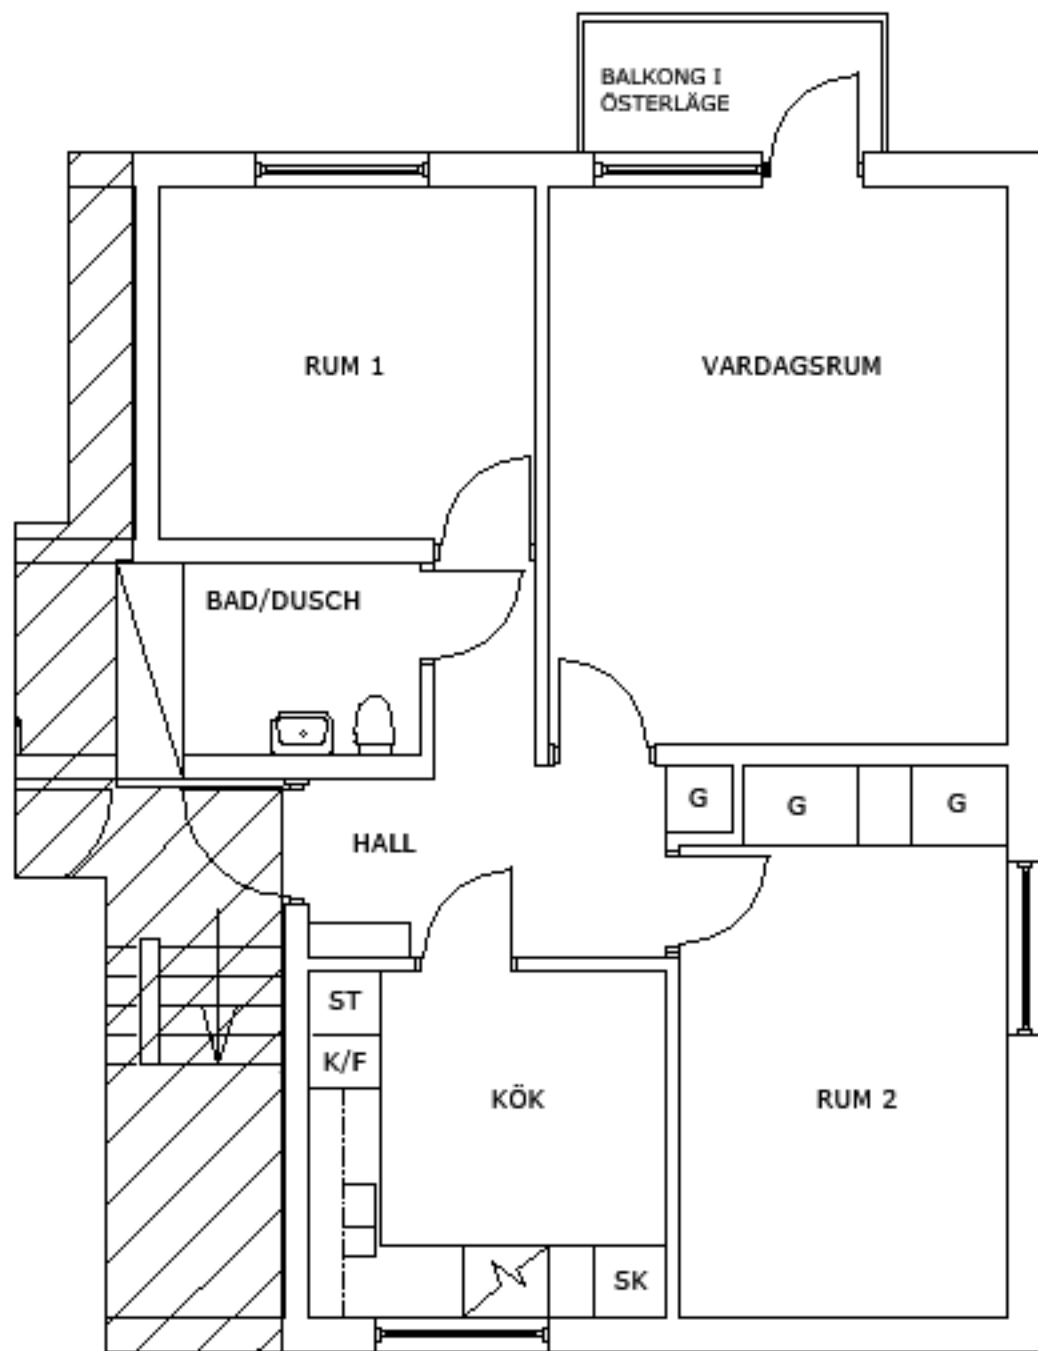 BALKONG I
ÖSTERLÄGE
RUM 1
VARDAGSRUM
BAD/DUSCH
G
G
G
HALL
ST
K/F
KÖK
RUM 2
SK